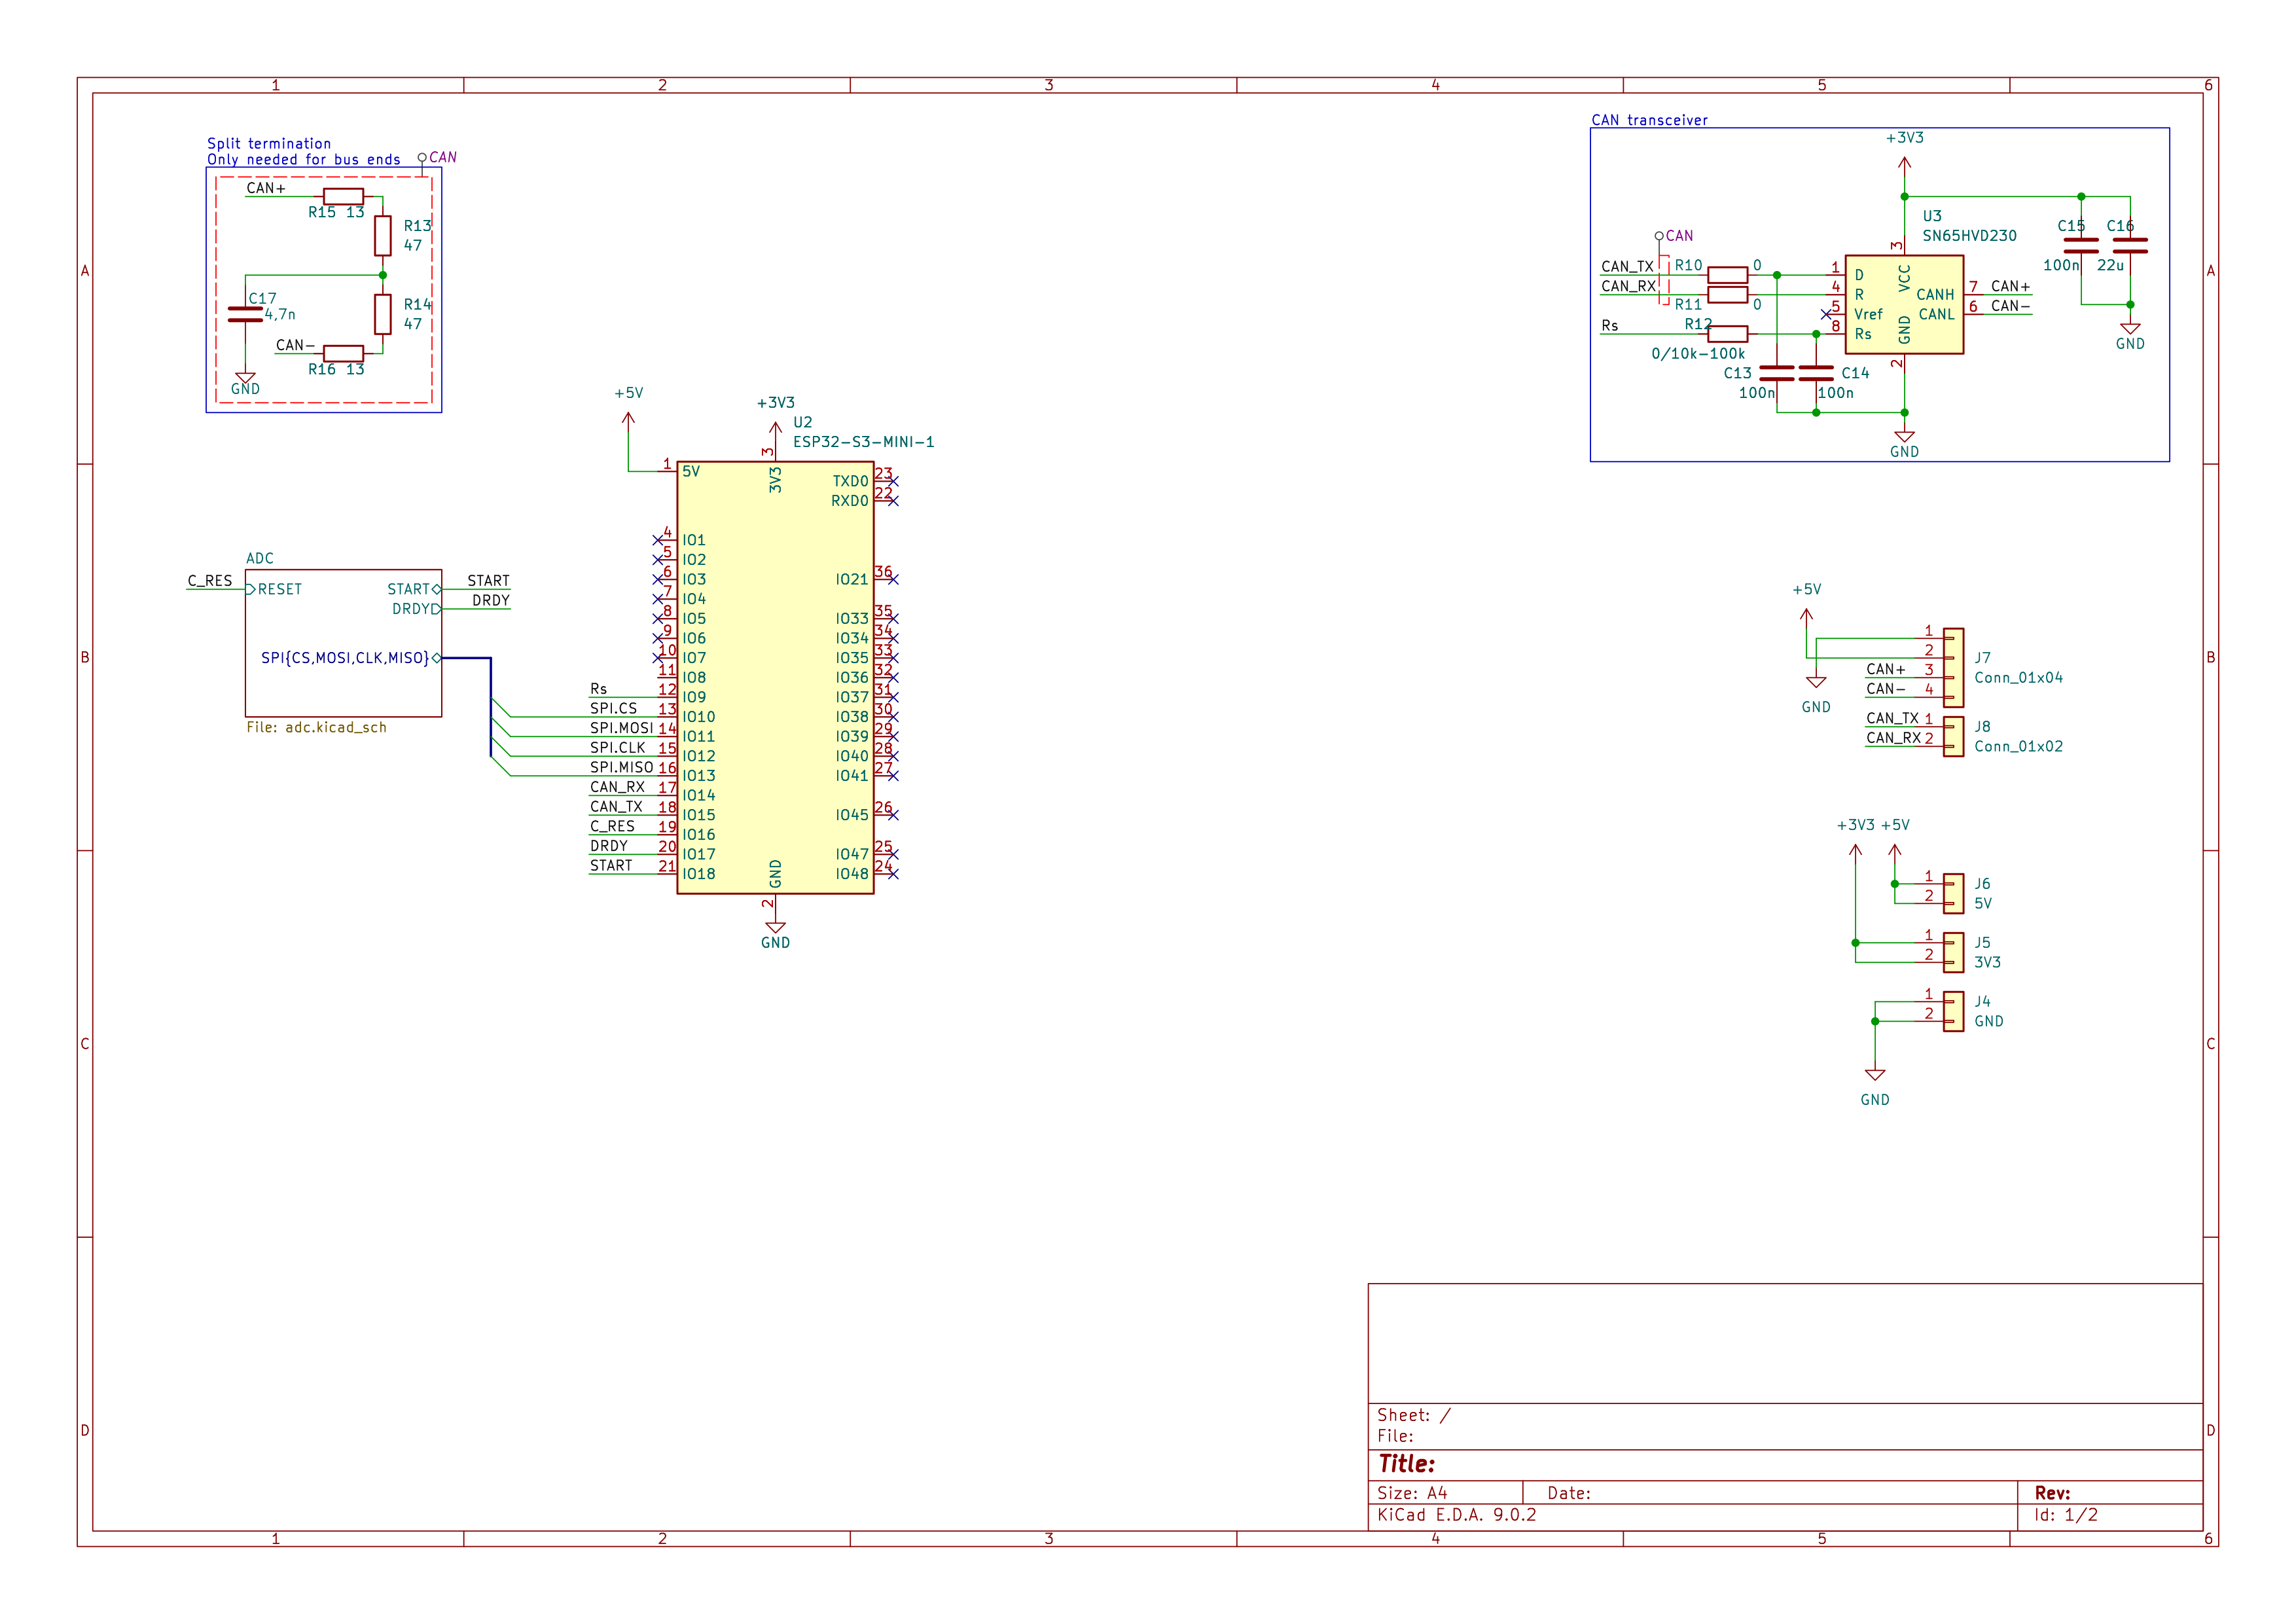 1 2 3 4 5 6
A
B
C
D
A
B
C
D
1 2 3 4 5 6
Split termination
Only needed for bus ends
CAN
CAN+
R15 13
R13
47
C17
4,7n
R14
47
CAN-
R16 13
GND
CAN transceiver
+3V3
U3
SN65HVD230
C15
100n
C16
22u
CAN
CAN_TX
R10
0
CAN_RX
R11
0
Rs
R12
0/10k-100k
C13
100n
C14
100n
1 D
4 R
5 Vref
8 Rs
3 VCC
GND 2
CANH 7 CAN+
CANL 6 CAN-
GND
GND
+5V
+3V3
U2
ESP32-S3-MINI-1
1 5V
3 3V3
TXD0 23
RXD0 22
4 IO1
5 IO2
6 IO3
7 IO4
8 IO5
9 IO6
10 IO7
11 IO8
Rs 12 IO9
SPI.CS 13 IO10
SPI.MOSI 14 IO11
SPI.CLK 15 IO12
SPI.MISO 16 IO13
CAN_RX 17 IO14
CAN_TX 18 IO15
C_RES 19 IO16
DRDY 20 IO17
START 21 IO18
IO21 36
IO33 35
IO34 34
IO35 33
IO36 32
IO37 31
IO38 30
IO39 29
IO40 28
IO41 27
IO45 26
IO47 25
IO48 24
GND 2
GND
ADC
C_RES RESET
START START
DRDY DRDY
SPI{CS,MOSI,CLK,MISO}
File: adc.kicad_sch
+5V
GND
CAN+
CAN-
1
2
3
4
J7
Conn_01x04
CAN_TX 1
CAN_RX 2
J8
Conn_01x02
+3V3 +5V
1
2
J6
5V
1
2
J5
3V3
1
2
J4
GND
GND
Sheet: /
File:
Title:
Size: A4 Date: Rev:
KiCad E.D.A. 9.0.2 Id: 1/2